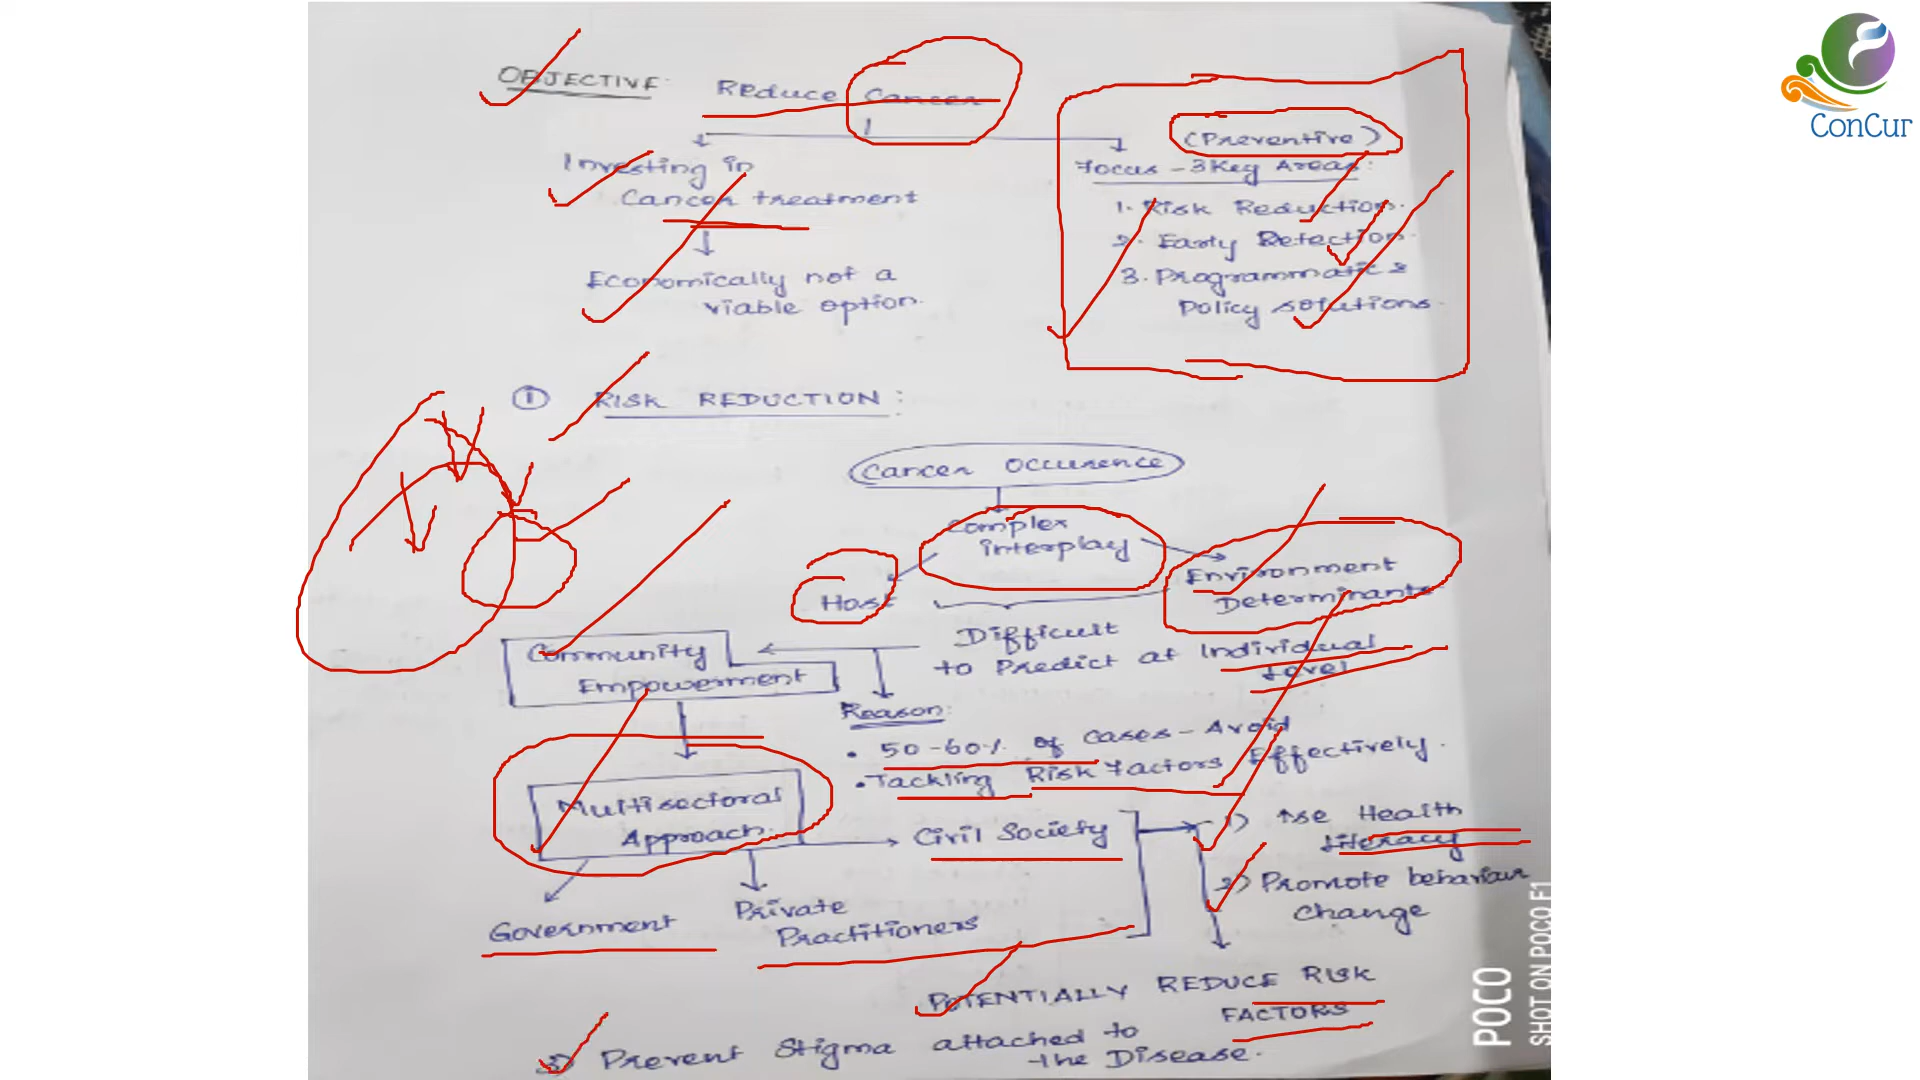 OBJECTIVE: Reduce Cancer
Investing in
Cancer treatment
Economically not a
viable option.
(Preventive)
Focus - 3 Key Areas:
1. Risk Reduction.
2. Early Detection.
3. Programmatic &
Policy solutions.
① RISK REDUCTION:
Cancer Occurence
Complex
interplay
Host
Environment
Determinants
Difficult
to Predict at Individual
Level
Community
Empowerment
Reason:
• 50-60% of cases - Avoid
• Tackling Risk Factors Effectively.
Multisectoral
Approach
Government
Private
Practitioners
Civil Society
1) ↑se Health
literacy
2) Promote behaviour
change
POTENTIALLY REDUCE RISK
FACTORS
3) Prevent Stigma attached to
the Disease.
ConCur
POCO
SHOT ON POCO F1